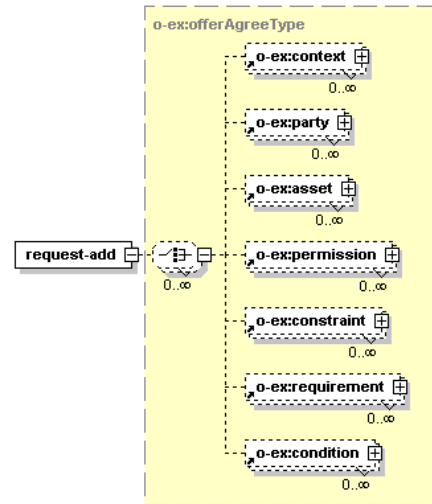 o-ex:offerAgreeType
o-ex:context
0..∞
o-ex:party
0..∞
o-ex:asset
0..∞
request-add
0..∞
o-ex:permission
0..∞
o-ex:constraint
0..∞
o-ex:requirement
0..∞
o-ex:condition
0..∞